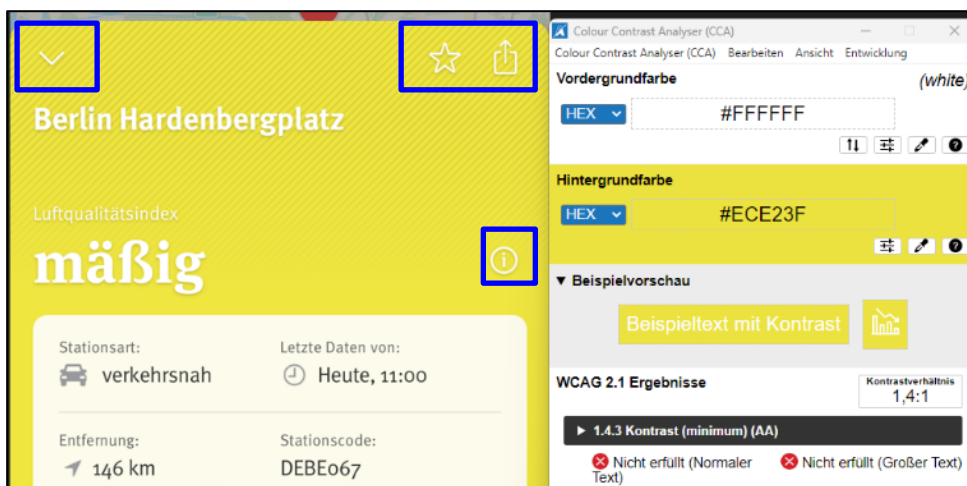 Berlin Hardenbergplatz
Luftqualitätsindex
mäßig
Stationsart:
verkehrsnah
Letzte Daten von:
Heute, 11:00
Entfernung:
146 km
Stationscode:
DEBE067
Colour Contrast Analyser (CCA)
Colour Contrast Analyser (CCA) Bearbeiten Ansicht Entwicklung
Vordergrundfarbe (white)
HEX #FFFFFF
Hintergrundfarbe
HEX #ECE23F
▼ Beispielvorschau
Beispieltext mit Kontrast
WCAG 2.1 Ergebnisse
Kontrastverhältnis
1,4:1
▶ 1.4.3 Kontrast (minimum) (AA)
Nicht erfüllt (Normaler
Text)
Nicht erfüllt (Großer Text)